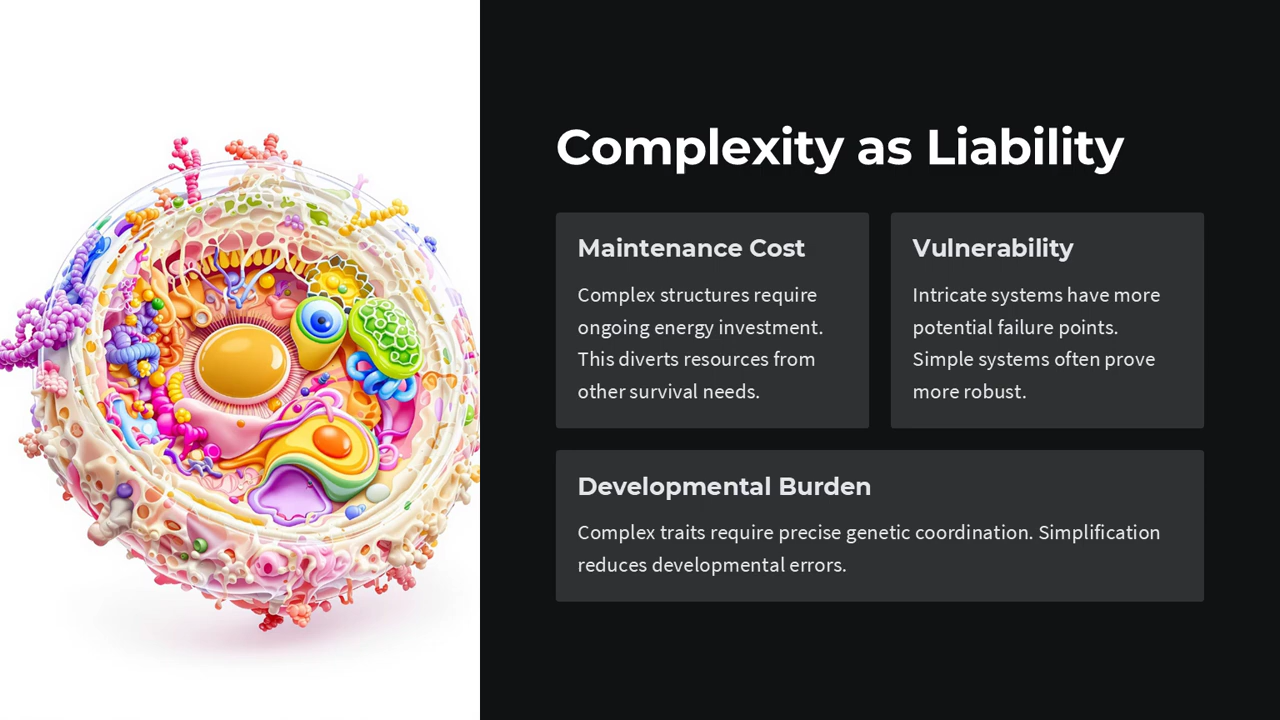 Complexity as Liability
Maintenance Cost
Complex structures require
ongoing energy investment.
This diverts resources from
other survival needs.
Vulnerability
Intricate systems have more
potential failure points.
Simple systems often prove
more robust.
Developmental Burden
Complex traits require precise genetic coordination. Simplification
reduces developmental errors.